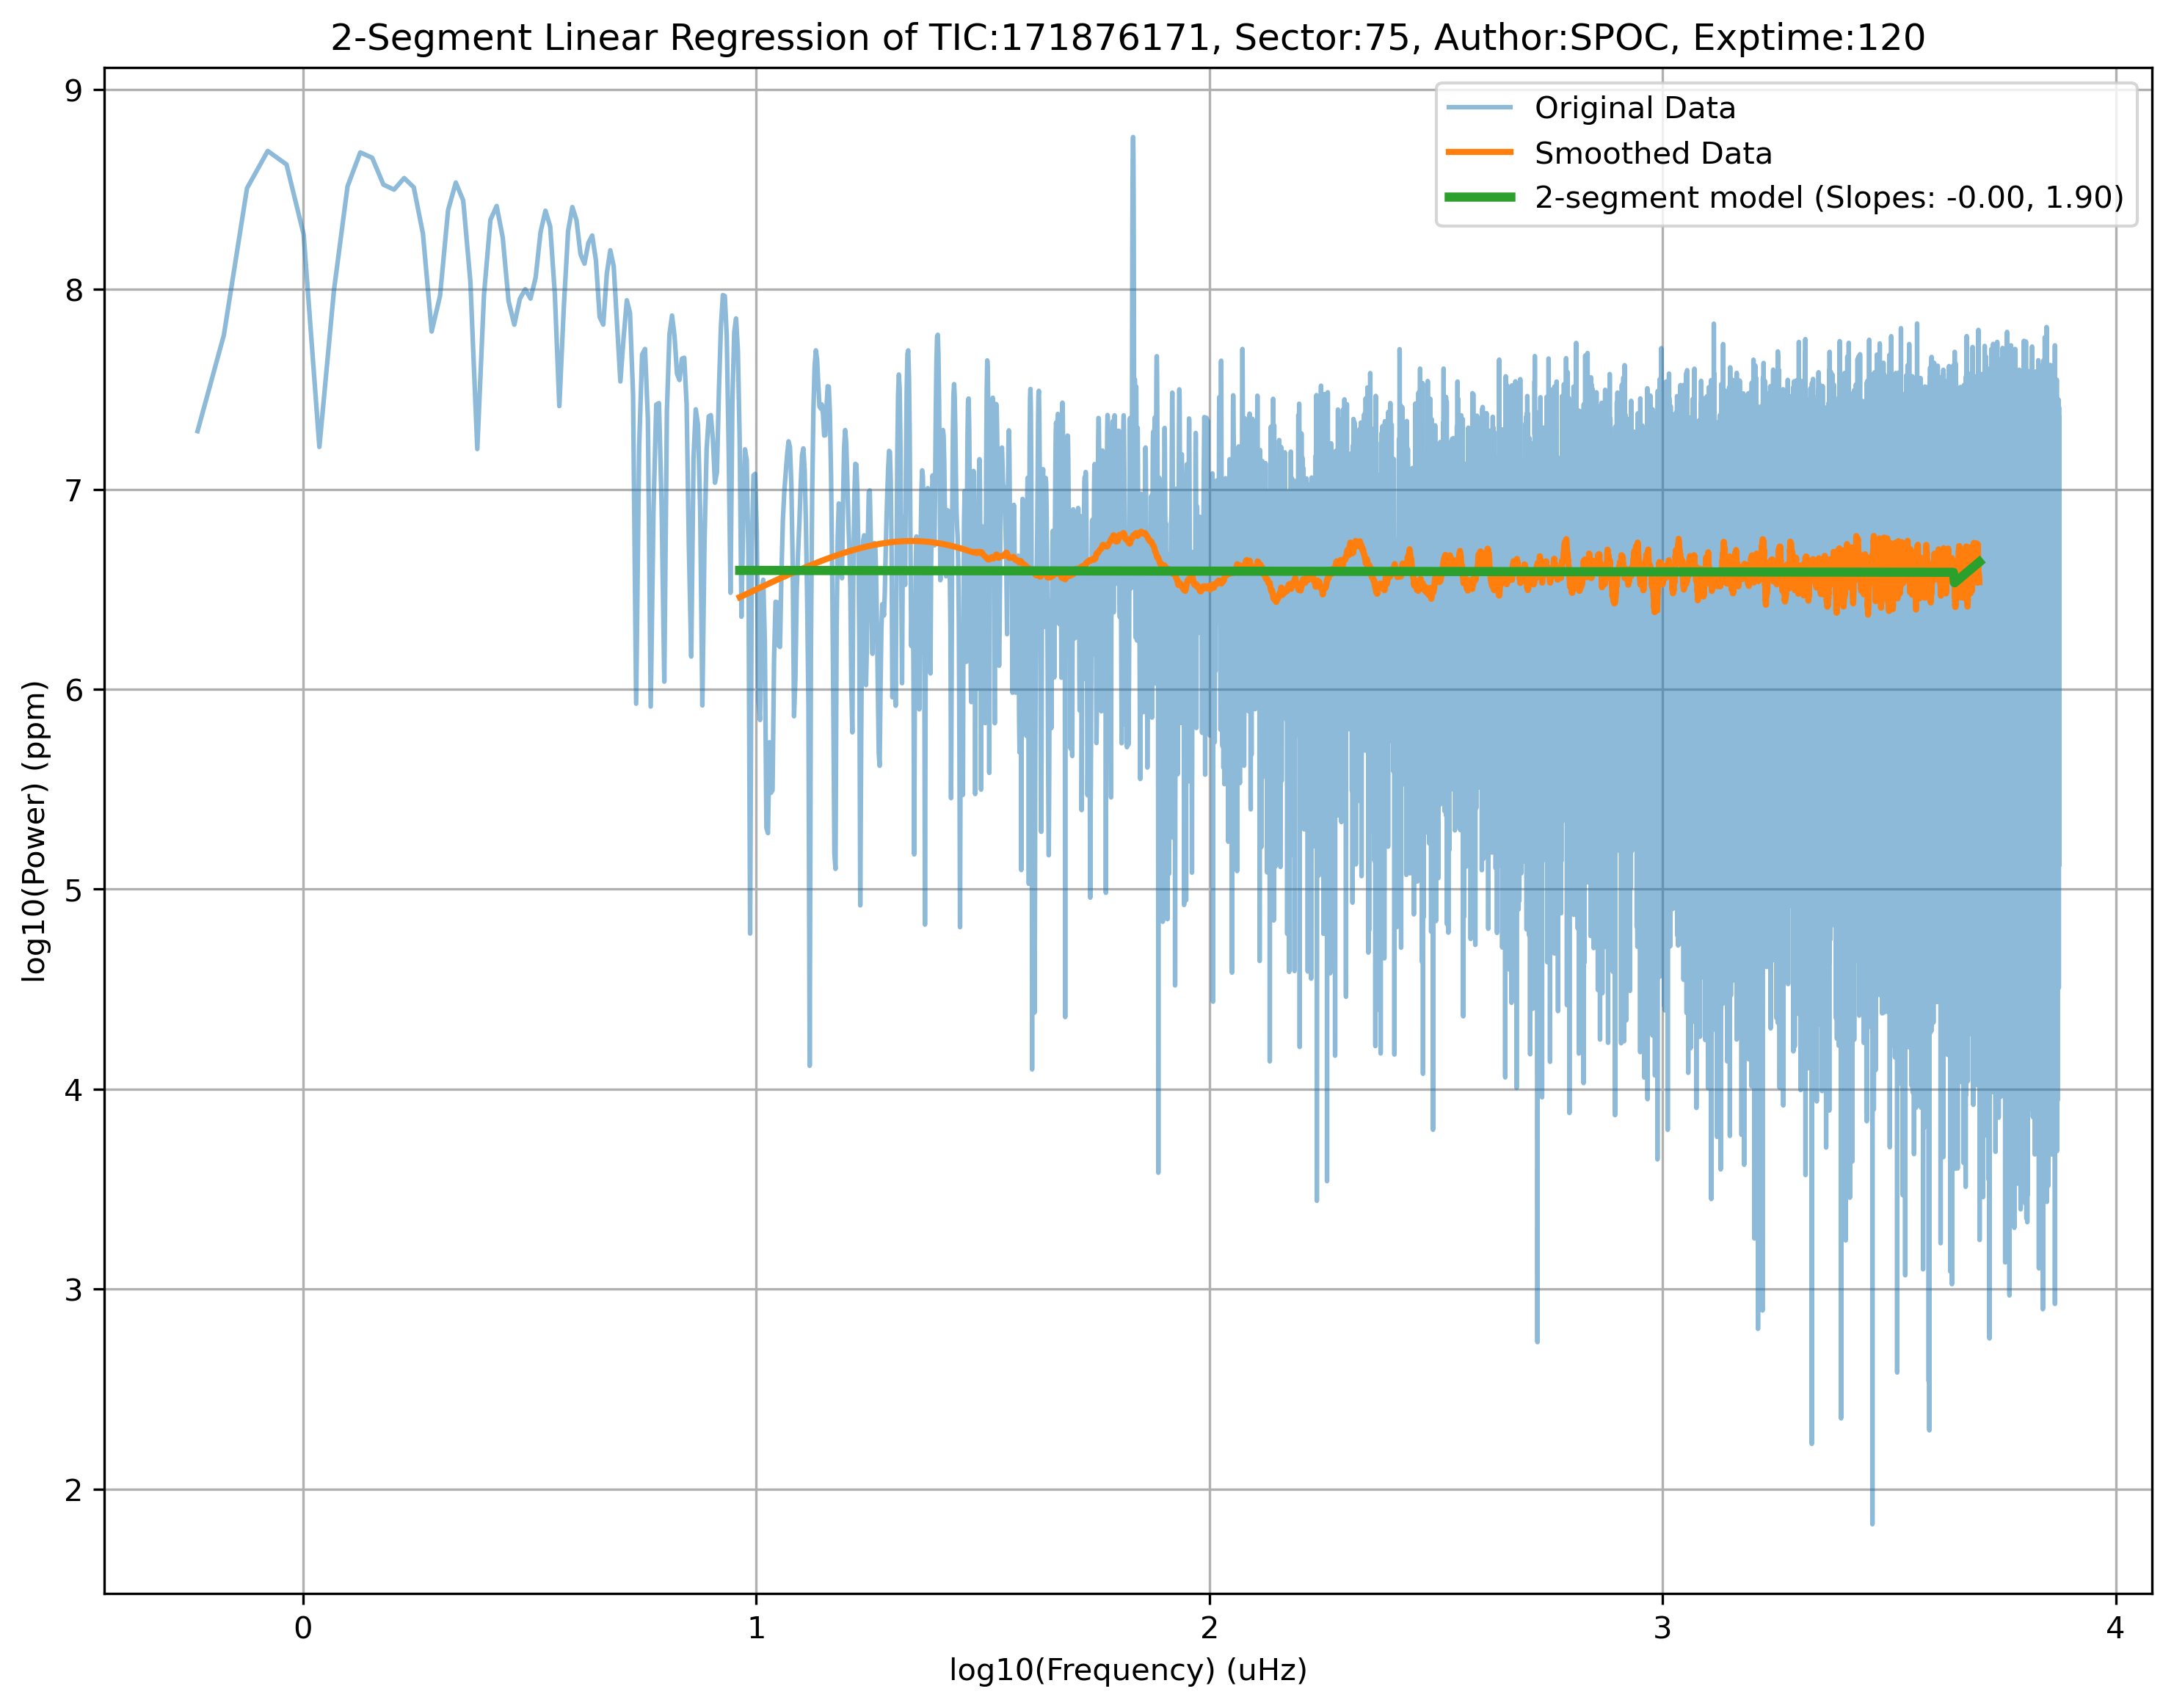 2-Segment Linear Regression of TIC:171876171, Sector:75, Author:SPOC, Exptime:120
Original Data
Smoothed Data
2-segment model (Slopes: -0.00, 1.90)
log10(Power) (ppm)
9
8
7
6
5
4
3
2
0 1 2 3 4
log10(Frequency) (uHz)